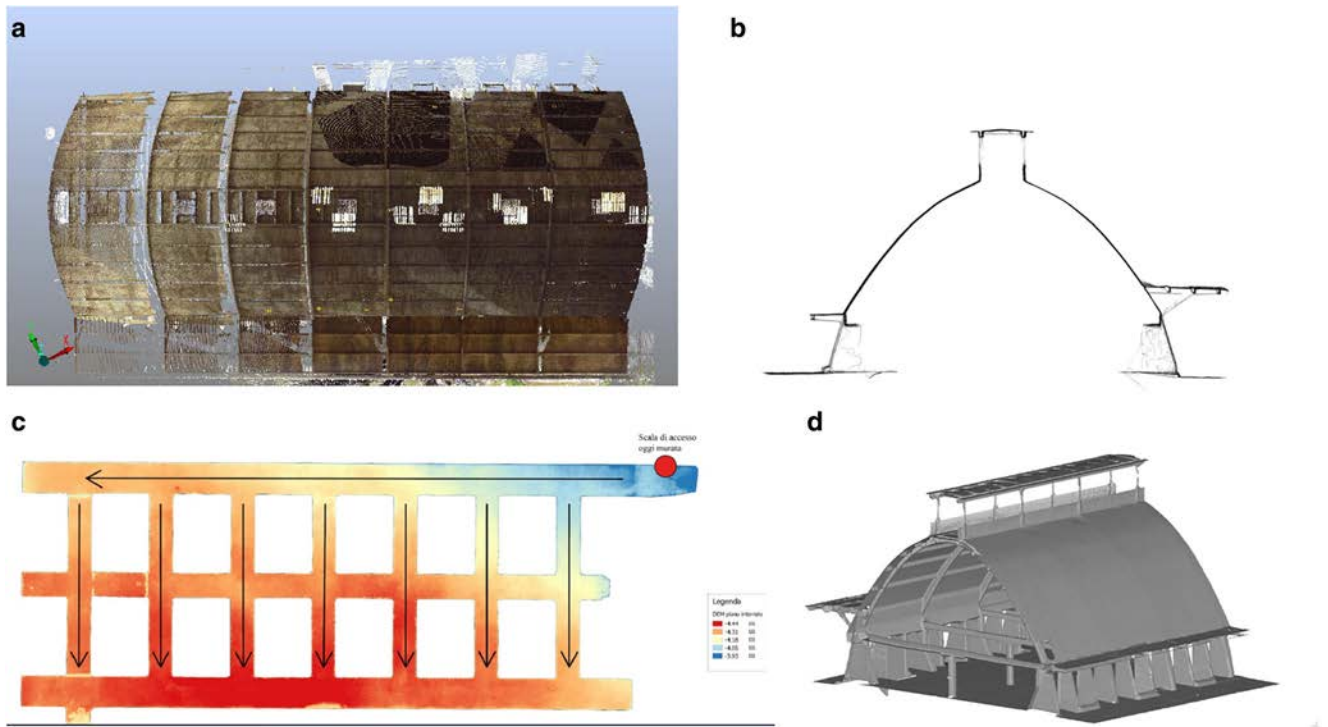 a
b
c
Scala di accesso
oggi murata
d
Legenda
DEM piano interrato
-4.44
-4.31
-4.18
-4.05
-3.93